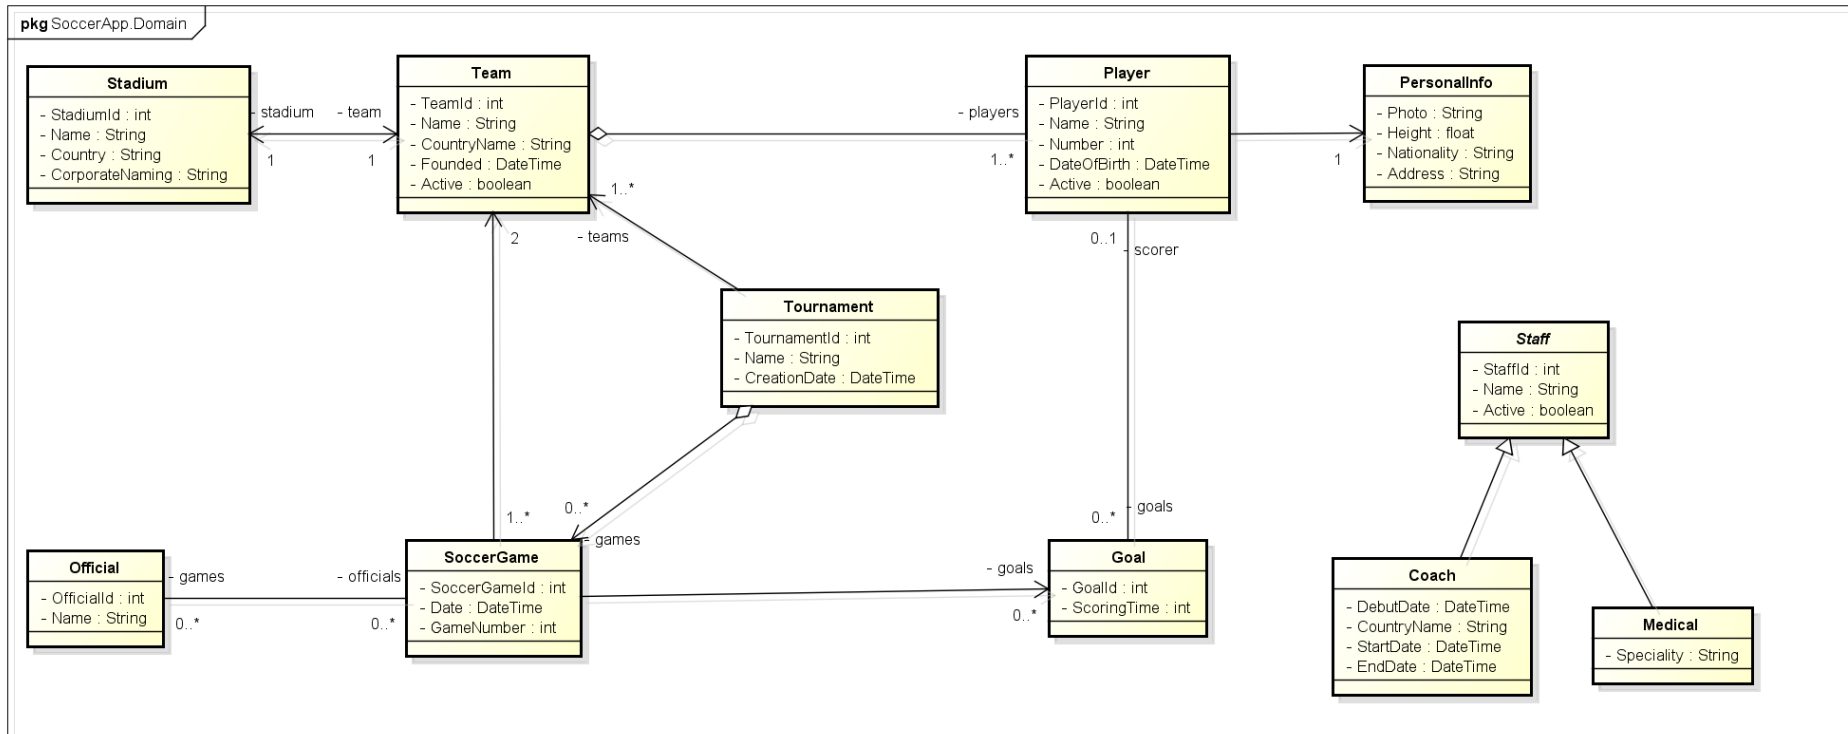 pkg SoccerApp.Domain
Stadium
- StadiumId : int
- Name : String
- Country : String
- CorporateNaming : String
- stadium
- team
1
1
Team
- TeamId : int
- Name : String
- CountryName : String
- Founded : DateTime
- Active : boolean
- players
1..*
Player
- PlayerId : int
- Name : String
- Number : int
- DateOfBirth : DateTime
- Active : boolean
1
PersonalInfo
- Photo : String
- Height : float
- Nationality : String
- Address : String
1..*
- teams
2
0..1
- scorer
Tournament
- TournamentId : int
- Name : String
- CreationDate : DateTime
Staff
- StaffId : int
- Name : String
- Active : boolean
1..*
0..*
- games
0..*
- goals
Official
- OfficialId : int
- Name : String
- games
- officials
0..*
0..*
SoccerGame
- SoccerGameId : int
- Date : DateTime
- GameNumber : int
- goals
0..*
Goal
- GoalId : int
- ScoringTime : int
Coach
- DebutDate : DateTime
- CountryName : String
- StartDate : DateTime
- EndDate : DateTime
Medical
- Speciality : String